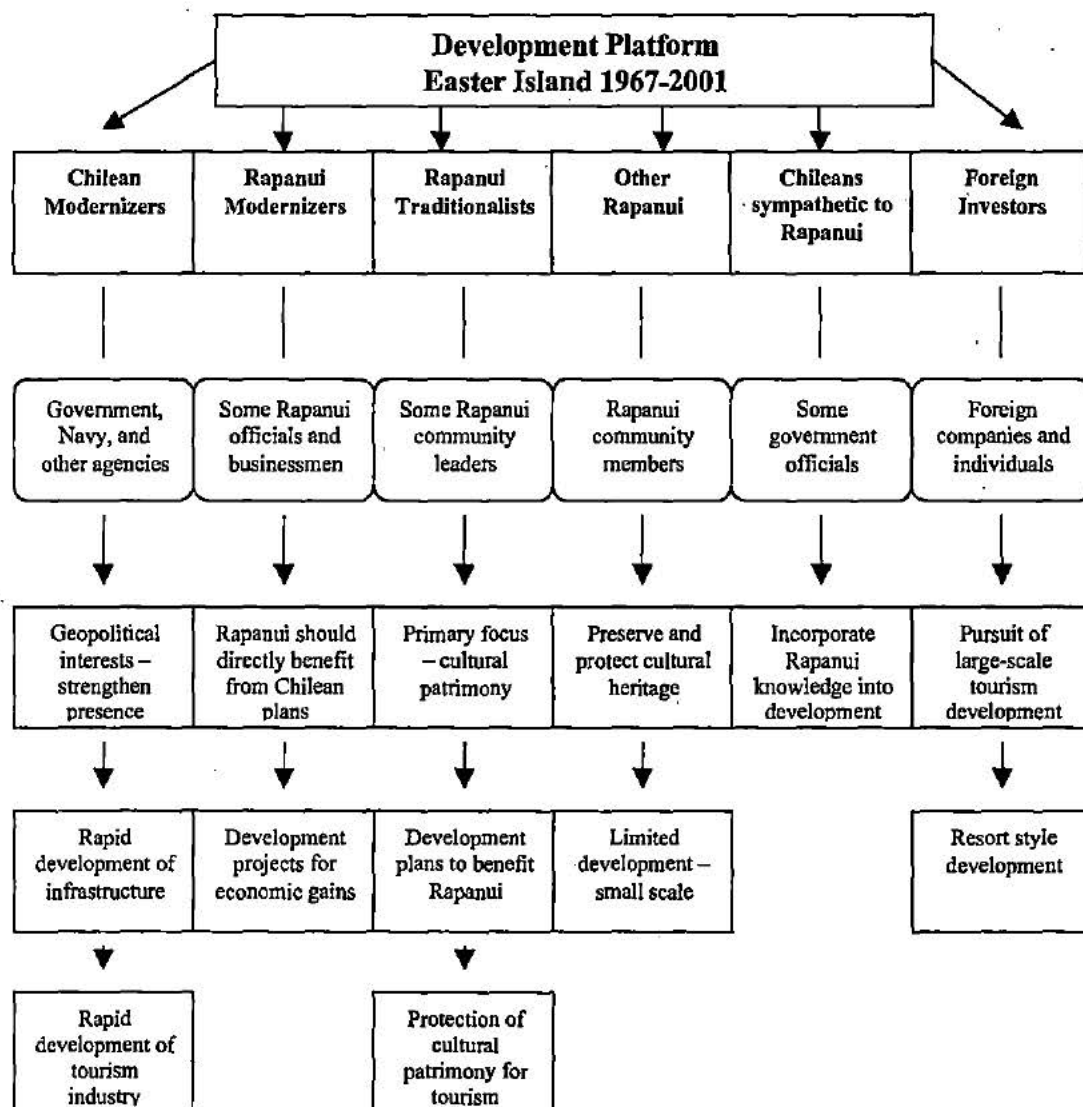 Development Platform
Easter Island 1967-2001
Chilean
Modernizers
Rapanui
Modernizers
Rapanui
Traditionalists
Other
Rapanui
Chileans
sympathetic to
Rapanui
Foreign
Investors
Government,
Navy, and
other agencies
Some Rapanui
officials and
businessmen
Some Rapanui
community
leaders
Rapanui
community
members
Some
government
officials
Foreign
companies and
individuals
Geopolitical
interests –
strengthen
presence
Rapanui should
directly benefit
from Chilean
plans
Primary focus
– cultural
patrimony
Preserve and
protect cultural
heritage
Incorporate
Rapanui
knowledge into
development
Pursuit of
large-scale
tourism
development
Rapid
development of
infrastructure
Development
projects for
economic gains
Development
plans to benefit
Rapanui
Limited
development –
small scale
Resort style
development
Rapid
development of
tourism
industry
Protection of
cultural
patrimony for
tourism